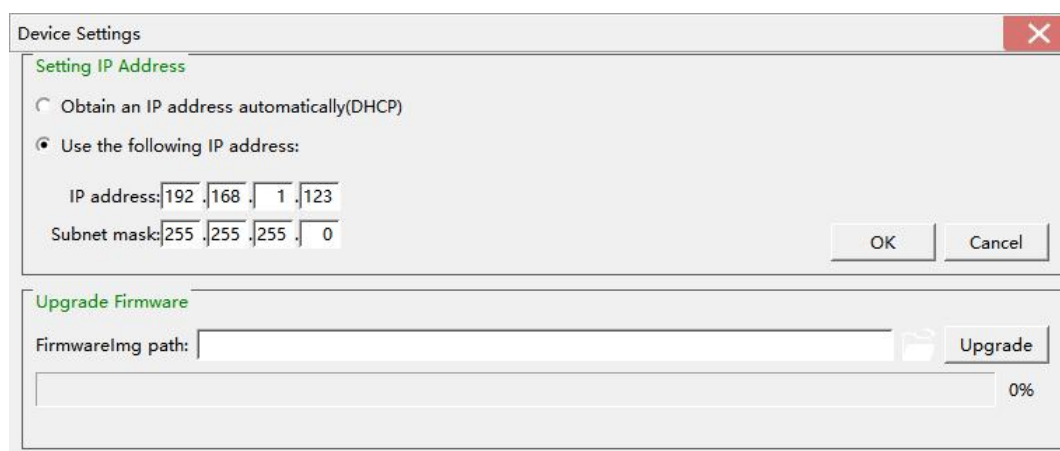 Device Settings
Setting IP Address
Obtain an IP address automatically(DHCP)
Use the following IP address:
IP address: 192 . 168 . 1 . 123
Subnet mask: 255 . 255 . 255 . 0
OK Cancel
Upgrade Firmware
FirmwareImg path: Upgrade
0%